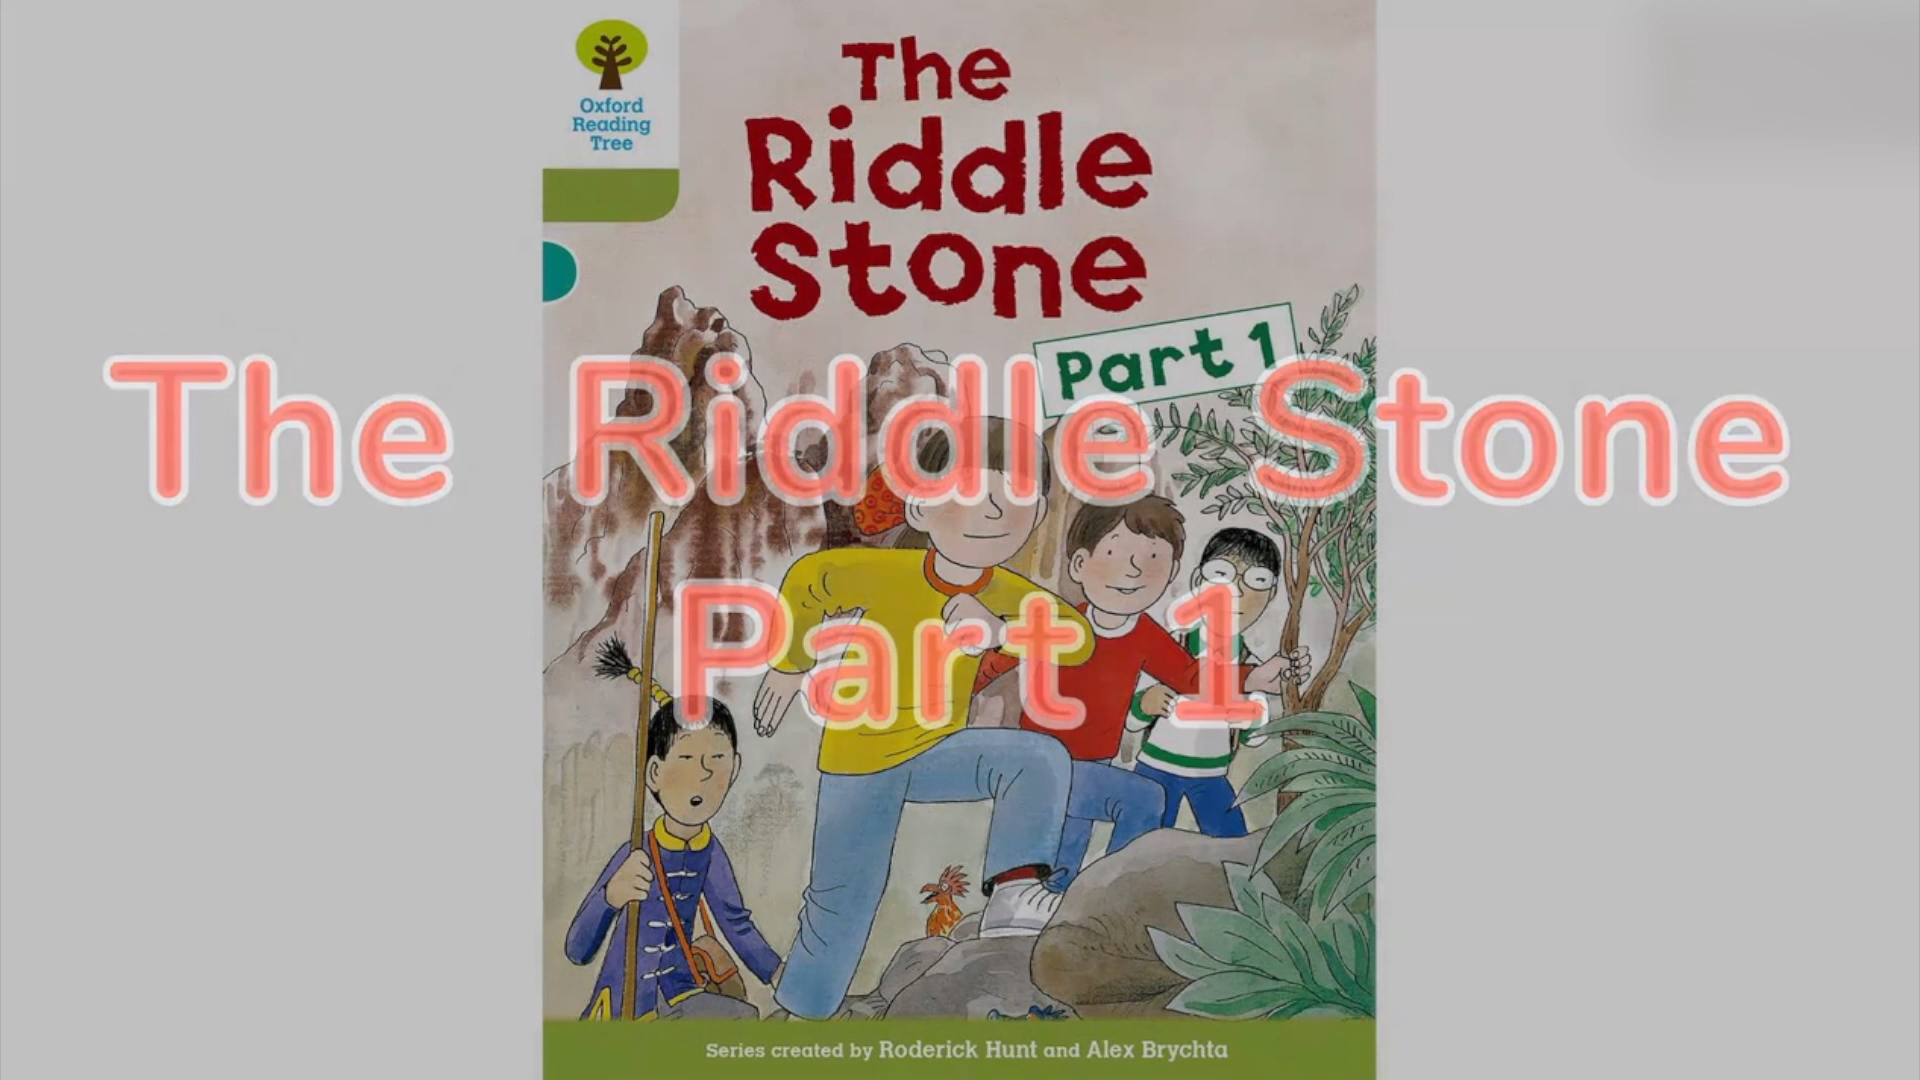 Oxford
Reading
Tree
The
Riddle
Stone
Part 1
The Riddle Stone
Part 1
Series created by Roderick Hunt and Alex Brychta